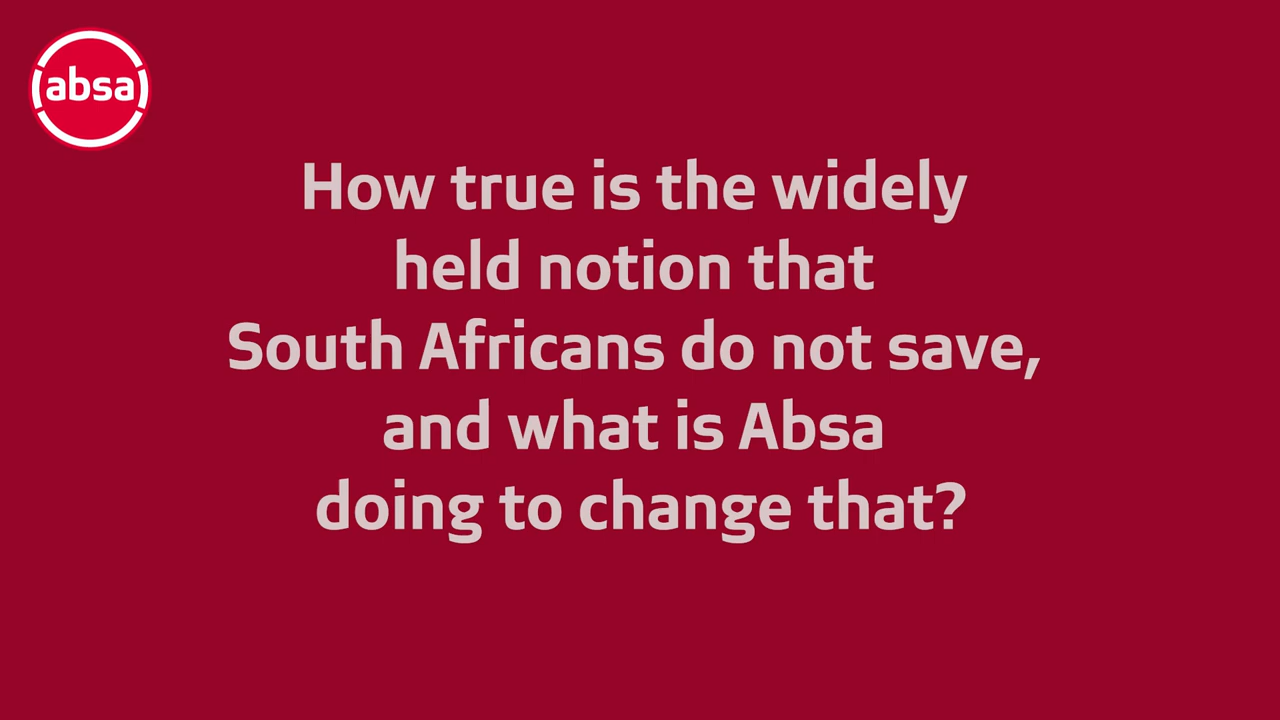 absa
How true is the widely
held notion that
South Africans do not save,
and what is Absa
doing to change that?